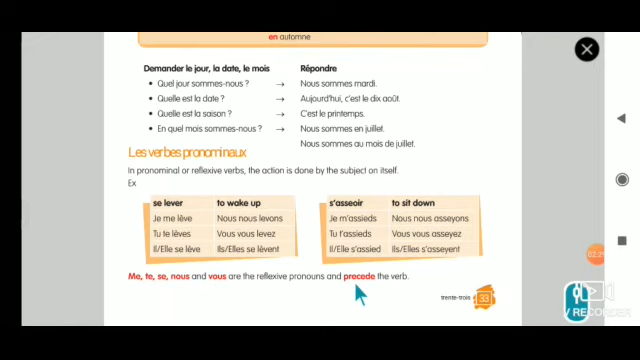 en automne
Demander le jour, la date, le mois Répondre
• Quel jour sommes-nous ? → Nous sommes mardi.
• Quelle est la date ? → Aujourd'hui, c'est le dix août.
• Quelle est la saison ? → C'est le printemps.
• En quel mois sommes-nous ? → Nous sommes en juillet.
Nous sommes au mois de juillet.
Les verbes pronominaux
In pronominal or reflexive verbs, the action is done by the subject on itself.
Ex
se lever to wake up s'asseoir to sit down
Je me lève Nous nous levons Je m'assieds Nous nous asseyons
Tu te lèves Vous vous levez Tu t'assieds Vous vous asseyez
Il/Elle se lève Ils/Elles se lèvent Il/Elle s'assied Ils/Elles s'asseyent
Me, te, se, nous and vous are the reflexive pronouns and precede the verb.
trente-trois 33
V RECORDER